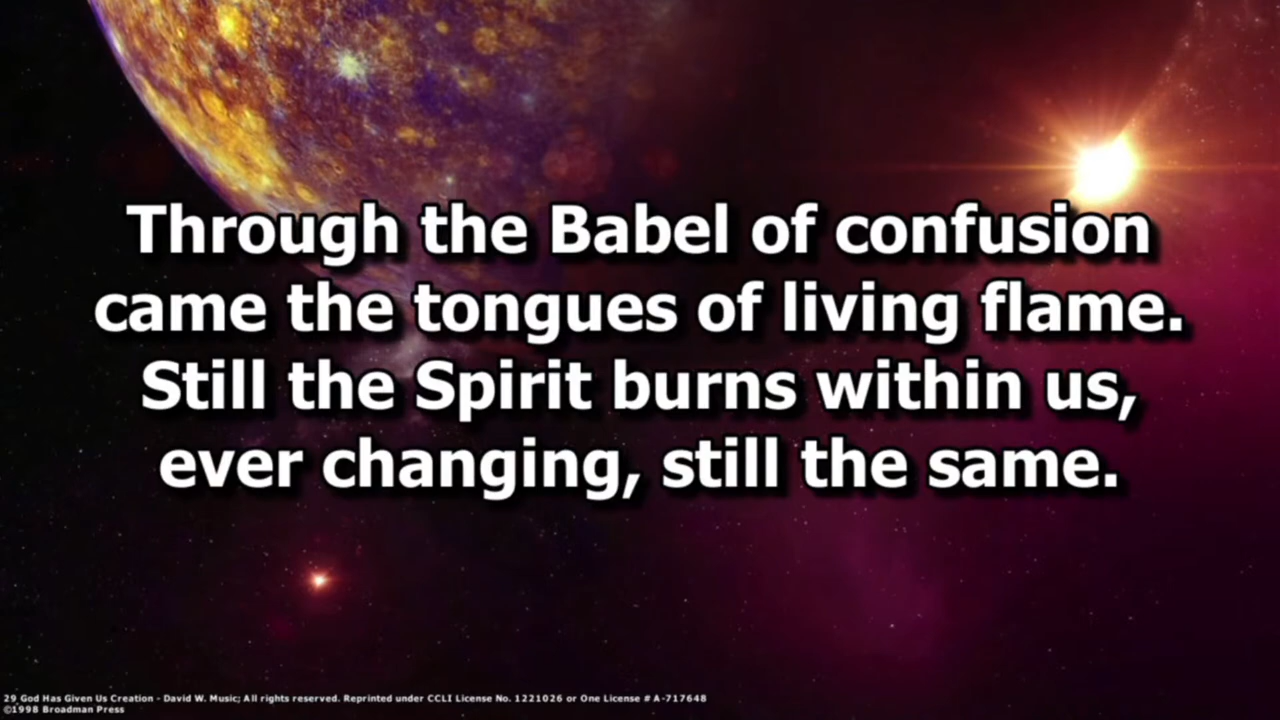 Through the Babel of confusion
came the tongues of living flame.
Still the Spirit burns within us,
ever changing, still the same.
29 God Has Given Us Creation - David W. Music; All rights reserved. Reprinted under CCLI License No. 1221026 or One License # A-717648
©1998 Broadman Press